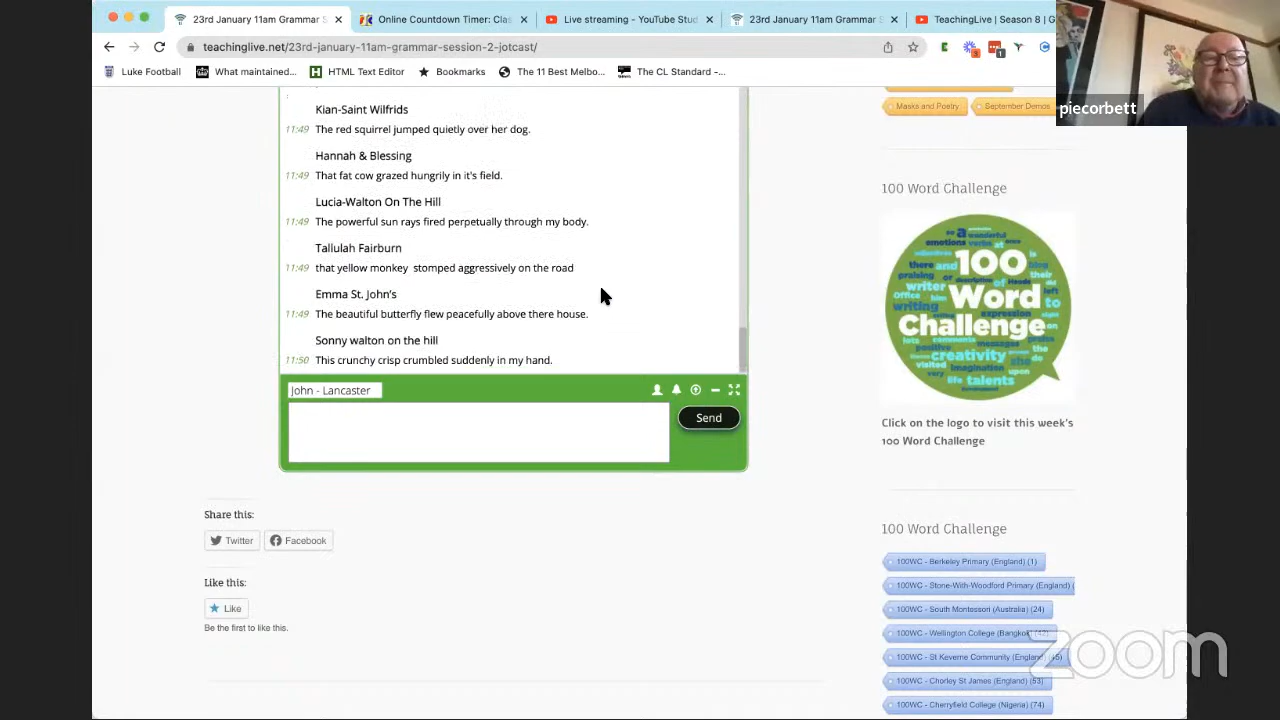 23rd January 11am Grammar S
Online Countdown Timer: Clas
Live streaming - YouTube Stud
23rd January 11am Grammar S
TeachingLive | Season 8 | G
teachinglive.net/23rd-january-11am-grammar-session-2-jotcast/
Luke Football
What maintained...
HTML Text Editor
Bookmarks
The 11 Best Melbo...
The CL Standard -...
piecorbett
Masks and Poetry
September Demos
Kian-Saint Wilfrids
11:49 The red squirrel jumped quietly over her dog.
Hannah & Blessing
11:49 That fat cow grazed hungrily in it's field.
Lucia-Walton On The Hill
11:49 The powerful sun rays fired perpetually through my body.
Tallulah Fairburn
11:49 that yellow monkey stomped aggressively on the road
Emma St. John's
11:49 The beautiful butterfly flew peacefully above there house.
Sonny walton on the hill
11:50 This crunchy crisp crumbled suddenly in my hand.
John - Lancaster
Send
Share this:
Twitter
Facebook
Like this:
Like
Be the first to like this.
100 Word Challenge
100
Word
Challenge
writer
writing
creativity
talents
Click on the logo to visit this week's
100 Word Challenge
100 Word Challenge
100WC - Berkeley Primary (England) (1)
100WC - Stone-With-Woodford Primary (England) (
100WC - South Montessori (Australia) (24)
100WC - Wellington College (Bangkok) (42)
100WC - St Keverne Community (England) (45)
100WC - Chorley St James (England) (53)
100WC - Cherryfield College (Nigeria) (74)
zoom